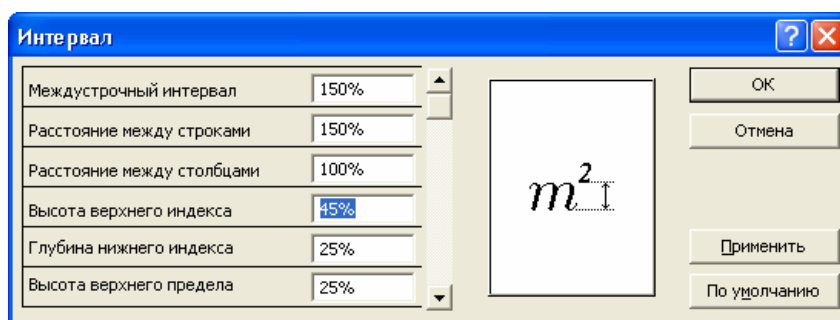 Интервал
Междустрочный интервал 150%
Расстояние между строками 150%
Расстояние между столбцами 100%
Высота верхнего индекса 45%
Глубина нижнего индекса 25%
Высота верхнего предела 25%
m²
ОК
Отмена
Применить
По умолчанию